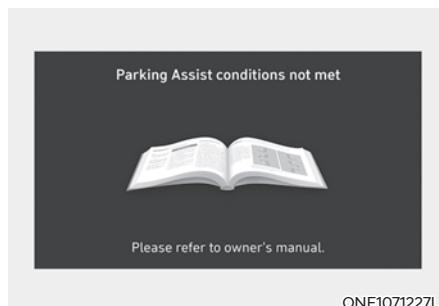 Parking Assist conditions not met
Please refer to owner's manual.
ONE1071227L